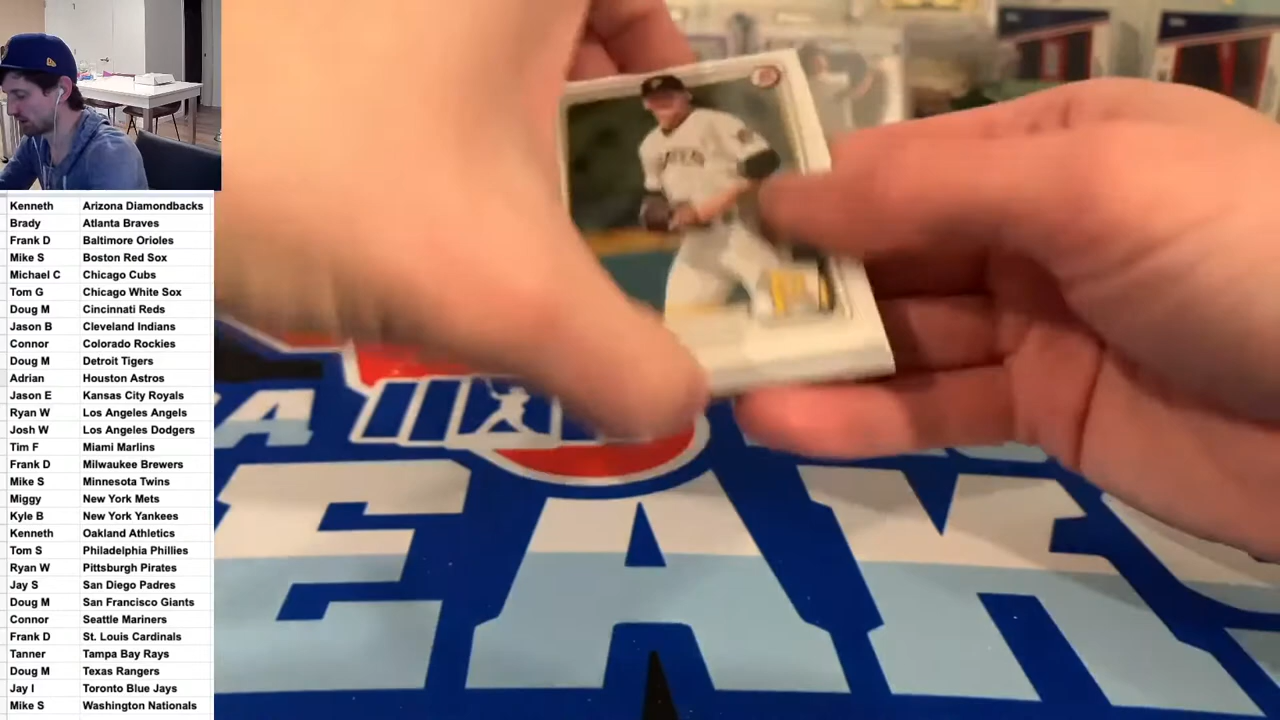 Kenneth Arizona Diamondbacks
Brady Atlanta Braves
Frank D Baltimore Orioles
Mike S Boston Red Sox
Michael C Chicago Cubs
Tom G Chicago White Sox
Doug M Cincinnati Reds
Jason B Cleveland Indians
Connor Colorado Rockies
Doug M Detroit Tigers
Adrian Houston Astros
Jason E Kansas City Royals
Ryan W Los Angeles Angels
Josh W Los Angeles Dodgers
Tim F Miami Marlins
Frank D Milwaukee Brewers
Mike S Minnesota Twins
Miggy New York Mets
Kyle B New York Yankees
Kenneth Oakland Athletics
Tom S Philadelphia Phillies
Ryan W Pittsburgh Pirates
Jay S San Diego Padres
Doug M San Francisco Giants
Connor Seattle Mariners
Frank D St. Louis Cardinals
Tanner Tampa Bay Rays
Doug M Texas Rangers
Jay I Toronto Blue Jays
Mike S Washington Nationals
EAK